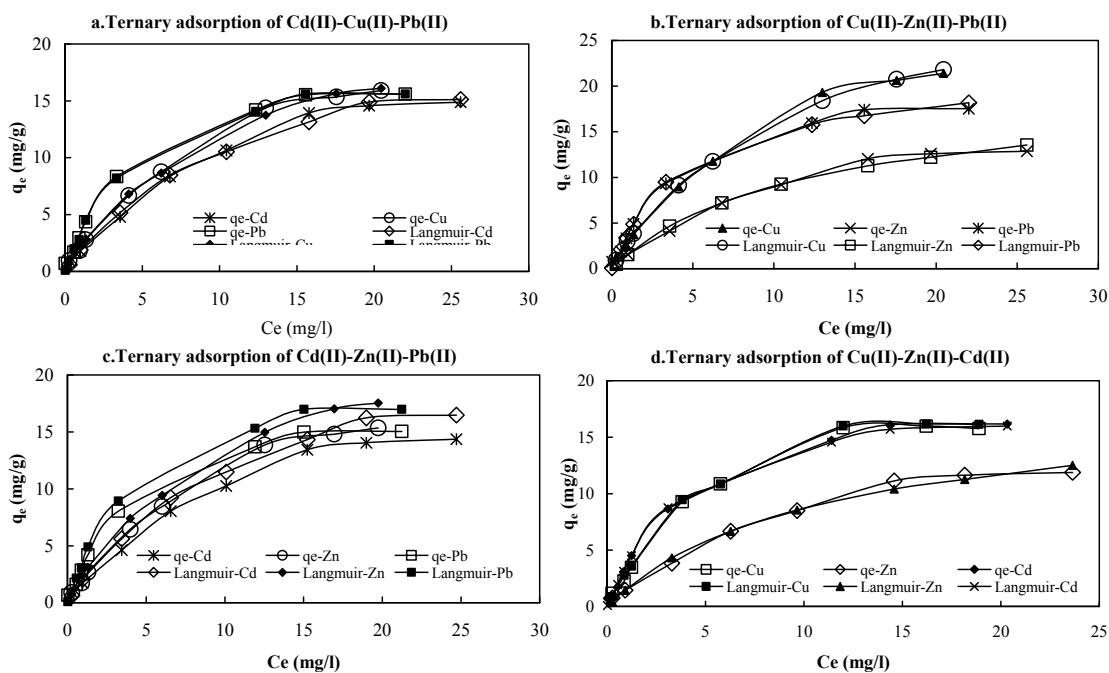 a.Ternary adsorption of Cd(II)-Cu(II)-Pb(II)
20
15
10
5
0
qe (mg/g)
qe-Cd
qe-Cu
qe-Pb
Langmuir-Cd
Langmuir-Cu
Langmuir-Pb
0 5 10 15 20 25 30
Ce (mg/l)
b.Ternary adsorption of Cu(II)-Zn(II)-Pb(II)
25
20
15
10
5
0
qe (mg/g)
qe-Cu qe-Zn qe-Pb
Langmuir-Cu Langmuir-Zn Langmuir-Pb
0 5 10 15 20 25 30
Ce (mg/l)
c.Ternary adsorption of Cd(II)-Zn(II)-Pb(II)
20
15
10
5
0
qe (mg/g)
qe-Cd qe-Zn qe-Pb
Langmuir-Cd Langmuir-Zn Langmuir-Pb
0 5 10 15 20 25 30
Ce (mg/l)
d.Ternary adsorption of Cu(II)-Zn(II)-Cd(II)
20
15
10
5
0
qe (mg/g)
qe-Cu qe-Zn qe-Cd
Langmuir-Cu Langmuir-Zn Langmuir-Cd
0 5 10 15 20 25
Ce (mg/l)